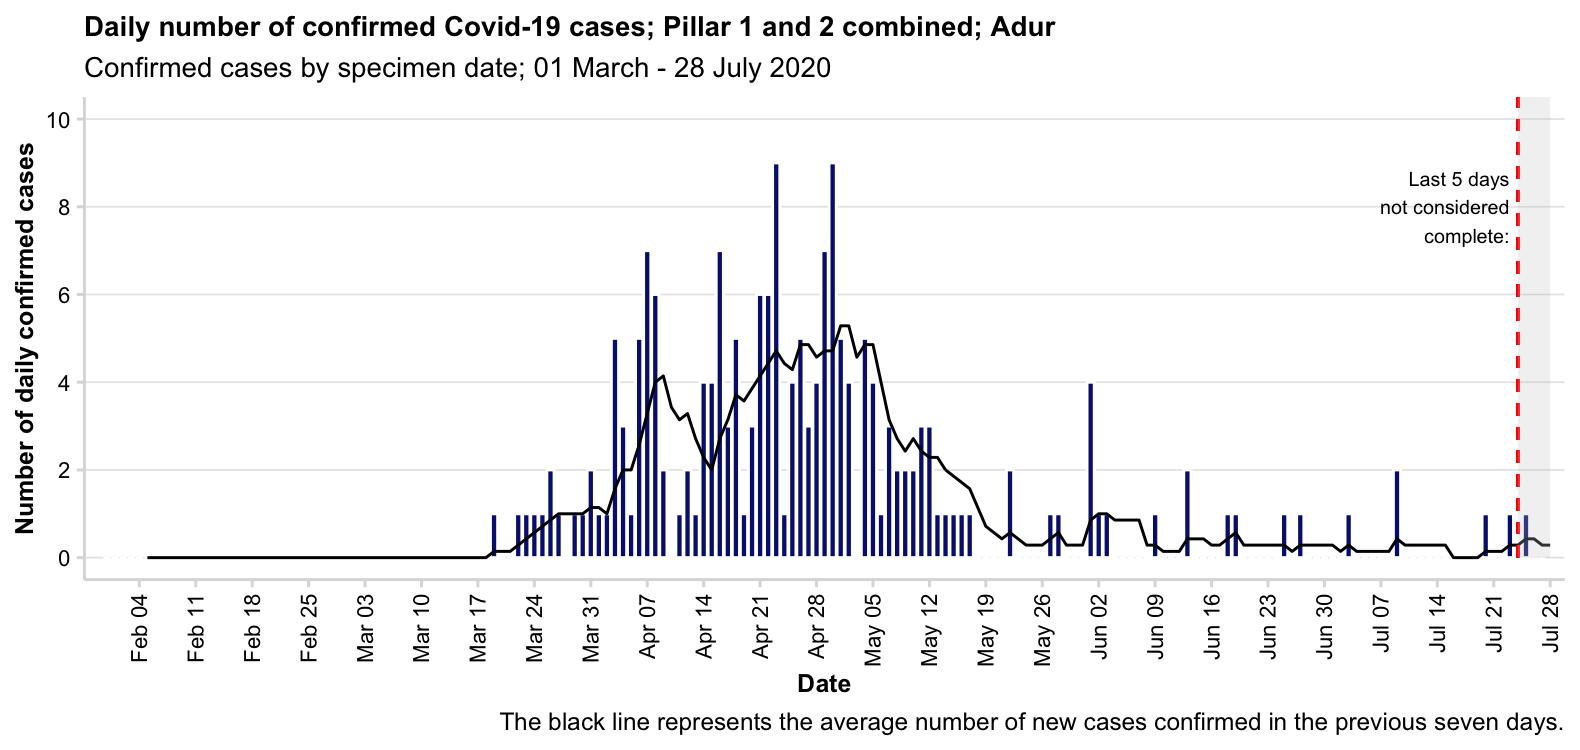 Daily number of confirmed Covid-19 cases; Pillar 1 and 2 combined; Adur
Confirmed cases by specimen date; 01 March - 28 July 2020
Number of daily confirmed cases
10
8
6
4
2
0
Last 5 days
not considered
complete:
Feb 04
Feb 11
Feb 18
Feb 25
Mar 03
Mar 10
Mar 17
Mar 24
Mar 31
Apr 07
Apr 14
Apr 21
Apr 28
May 05
May 12
May 19
May 26
Jun 02
Jun 09
Jun 16
Jun 23
Jun 30
Jul 07
Jul 14
Jul 21
Jul 28
Date
The black line represents the average number of new cases confirmed in the previous seven days.